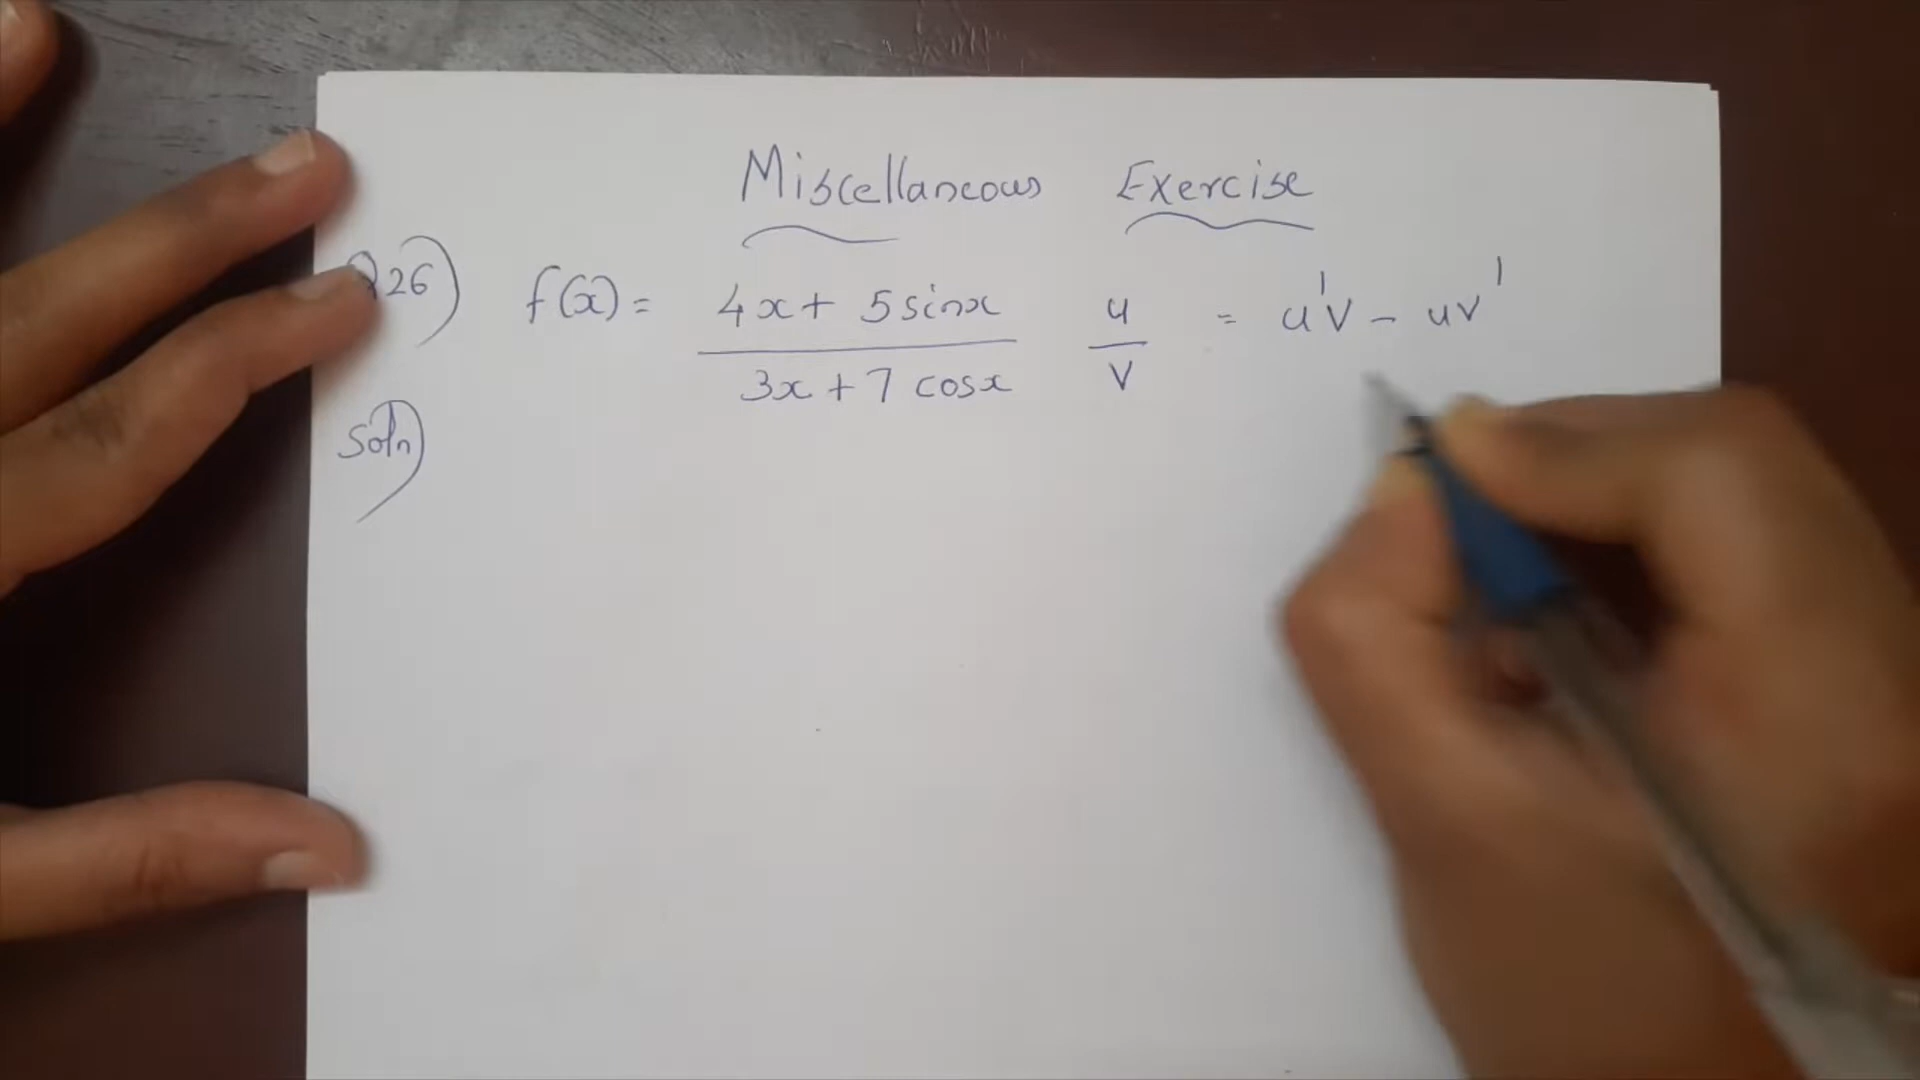 Miscellaneous Exercise
Q26) f(x) = 4x + 5 sinx / 3x + 7 cosx u / v = u'v - uv'
Soln)